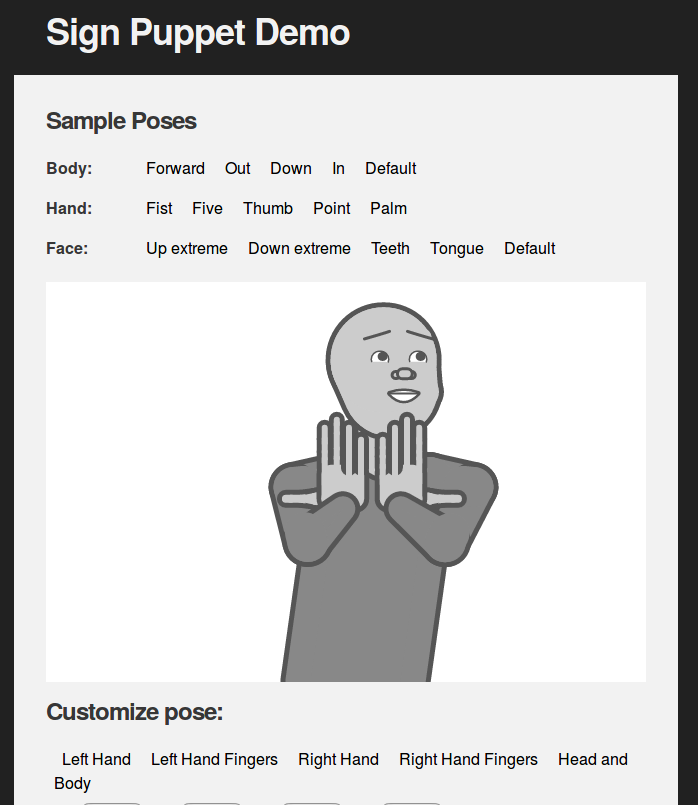 Sign Puppet Demo
Sample Poses
Body: Forward Out Down In Default
Hand: Fist Five Thumb Point Palm
Face: Up extreme Down extreme Teeth Tongue Default
Customize pose:
Left Hand Left Hand Fingers Right Hand Right Hand Fingers Head and
Body